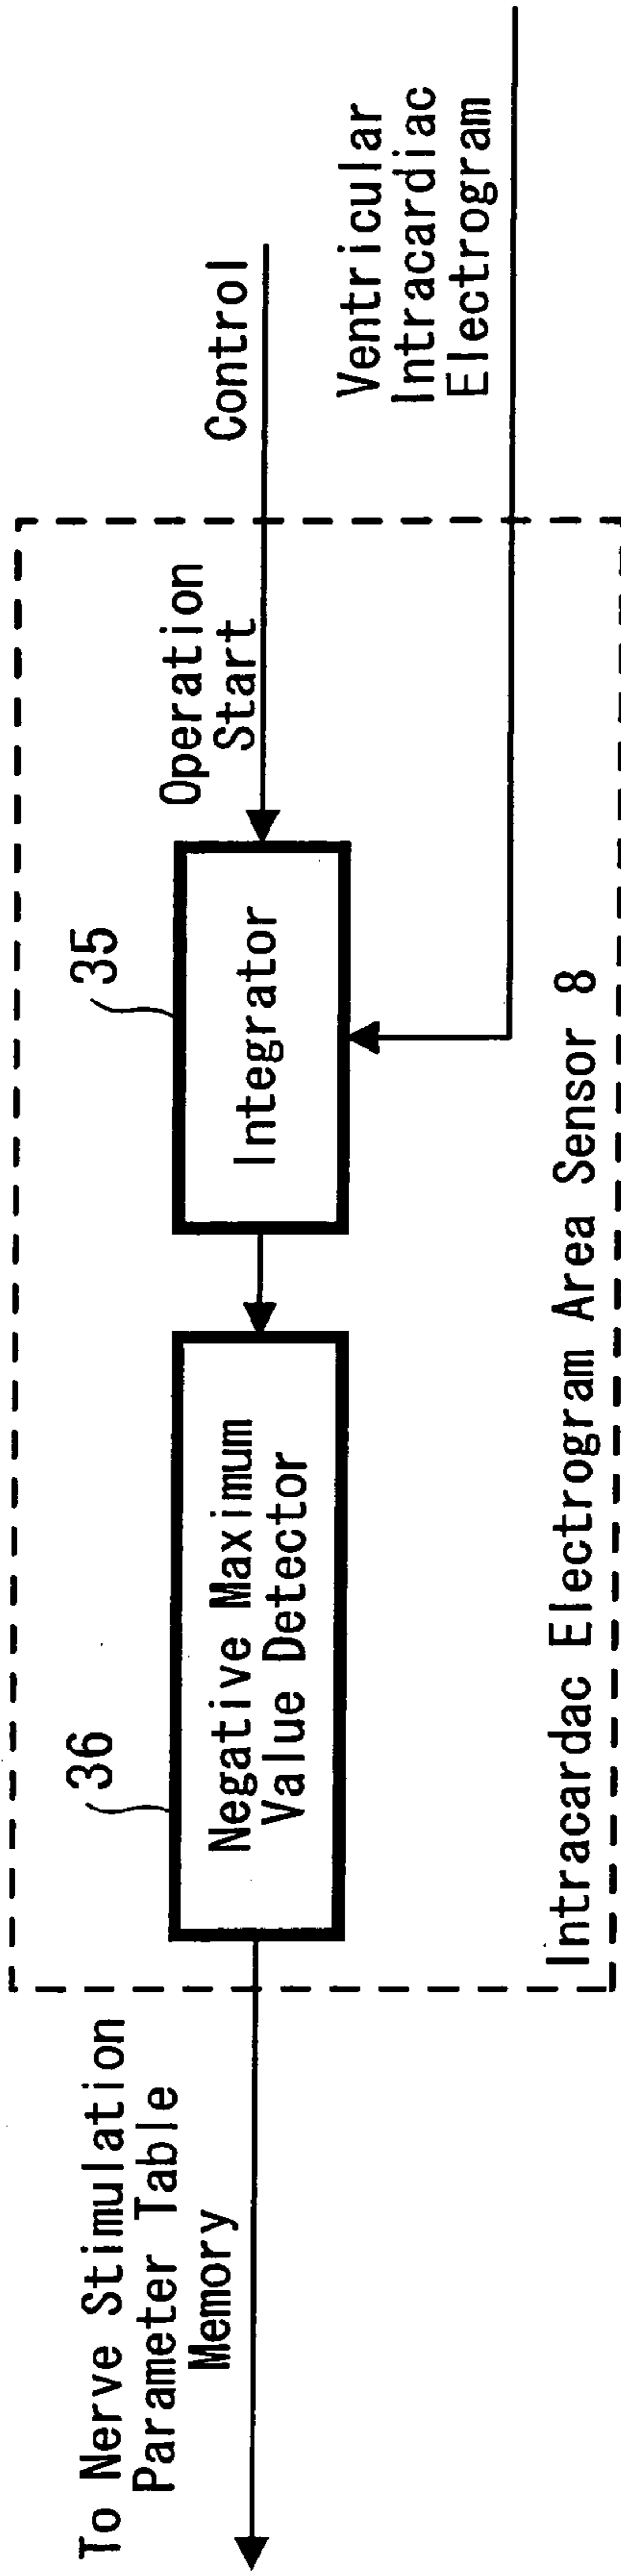 To Nerve Stimulation
Parameter Table
Memory
36
Negative Maximum
Value Detector
35
Integrator
Operation
Start
Control
Ventricular
Intracardiac
Electrogram
Intracardac Electrogram Area Sensor 8